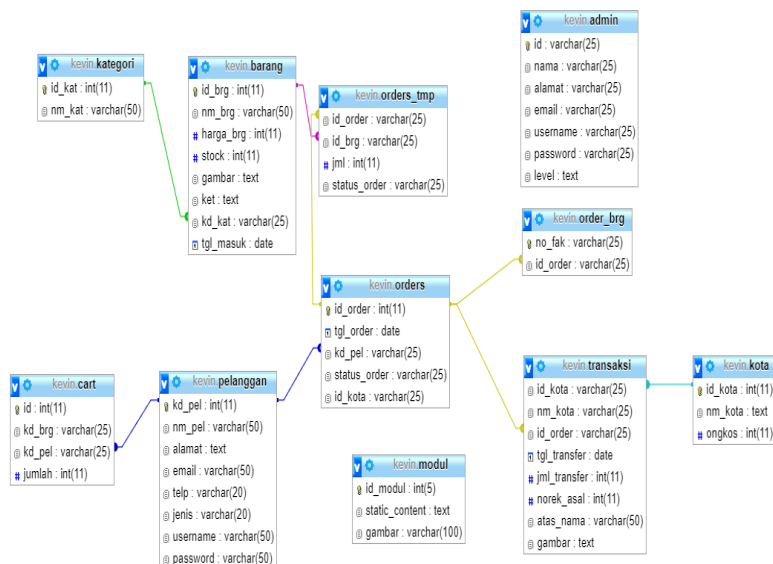 kevin.kategori
id_kat : int(11)
nm_kat : varchar(50)
kevin.barang
id_brg : int(11)
nm_brg : varchar(50)
harga_brg : int(11)
stock : int(11)
gambar : text
ket : text
kd_kat : varchar(25)
tgl_masuk : date
kevin.orders_tmp
id_order : varchar(25)
id_brg : varchar(25)
jml : int(11)
status_order : varchar(25)
kevin.admin
id : varchar(25)
nama : varchar(25)
alamat : varchar(25)
email : varchar(25)
username : varchar(25)
password : varchar(25)
level : text
kevin.order_brg
no_fak : varchar(25)
id_order : varchar(25)
kevin.orders
id_order : int(11)
tgl_order : date
kd_pel : varchar(25)
status_order : varchar(25)
id_kota : varchar(25)
kevin.cart
id : int(11)
kd_brg : varchar(25)
kd_pel : varchar(25)
jumlah : int(11)
kevin.pelanggan
kd_pel : int(11)
nm_pel : varchar(50)
alamat : text
email : varchar(50)
telp : varchar(20)
jenis : varchar(20)
username : varchar(50)
password : varchar(50)
kevin.modul
id_modul : int(5)
static_content : text
gambar : varchar(100)
kevin.transaksi
id_kota : varchar(25)
nm_kota : varchar(25)
id_order : varchar(25)
tgl_transfer : date
jml_transfer : int(11)
norek_asal : int(11)
atas_nama : varchar(50)
gambar : text
kevin.kota
id_kota : int(11)
nm_kota : text
ongkos : int(11)